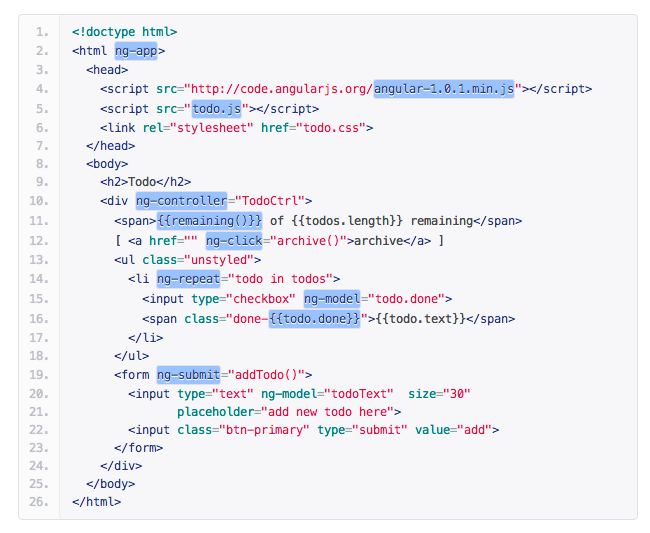 1. <!doctype html>
2. <html ng-app>
3.   <head>
4.     <script src="http://code.angularjs.org/angular-1.0.1.min.js"></script>
5.     <script src="todo.js"></script>
6.     <link rel="stylesheet" href="todo.css">
7.   </head>
8.   <body>
9.     <h2>Todo</h2>
10.     <div ng-controller="TodoCtrl">
11.       <span>{{remaining()}} of {{todos.length}} remaining</span>
12.       [ <a href="" ng-click="archive()">archive</a> ]
13.       <ul class="unstyled">
14.         <li ng-repeat="todo in todos">
15.           <input type="checkbox" ng-model="todo.done">
16.           <span class="done-{{todo.done}}">{{todo.text}}</span>
17.         </li>
18.       </ul>
19.       <form ng-submit="addTodo()">
20.         <input type="text" ng-model="todoText"  size="30"
21.                placeholder="add new todo here">
22.         <input class="btn-primary" type="submit" value="add">
23.       </form>
24.     </div>
25.   </body>
26. </html>